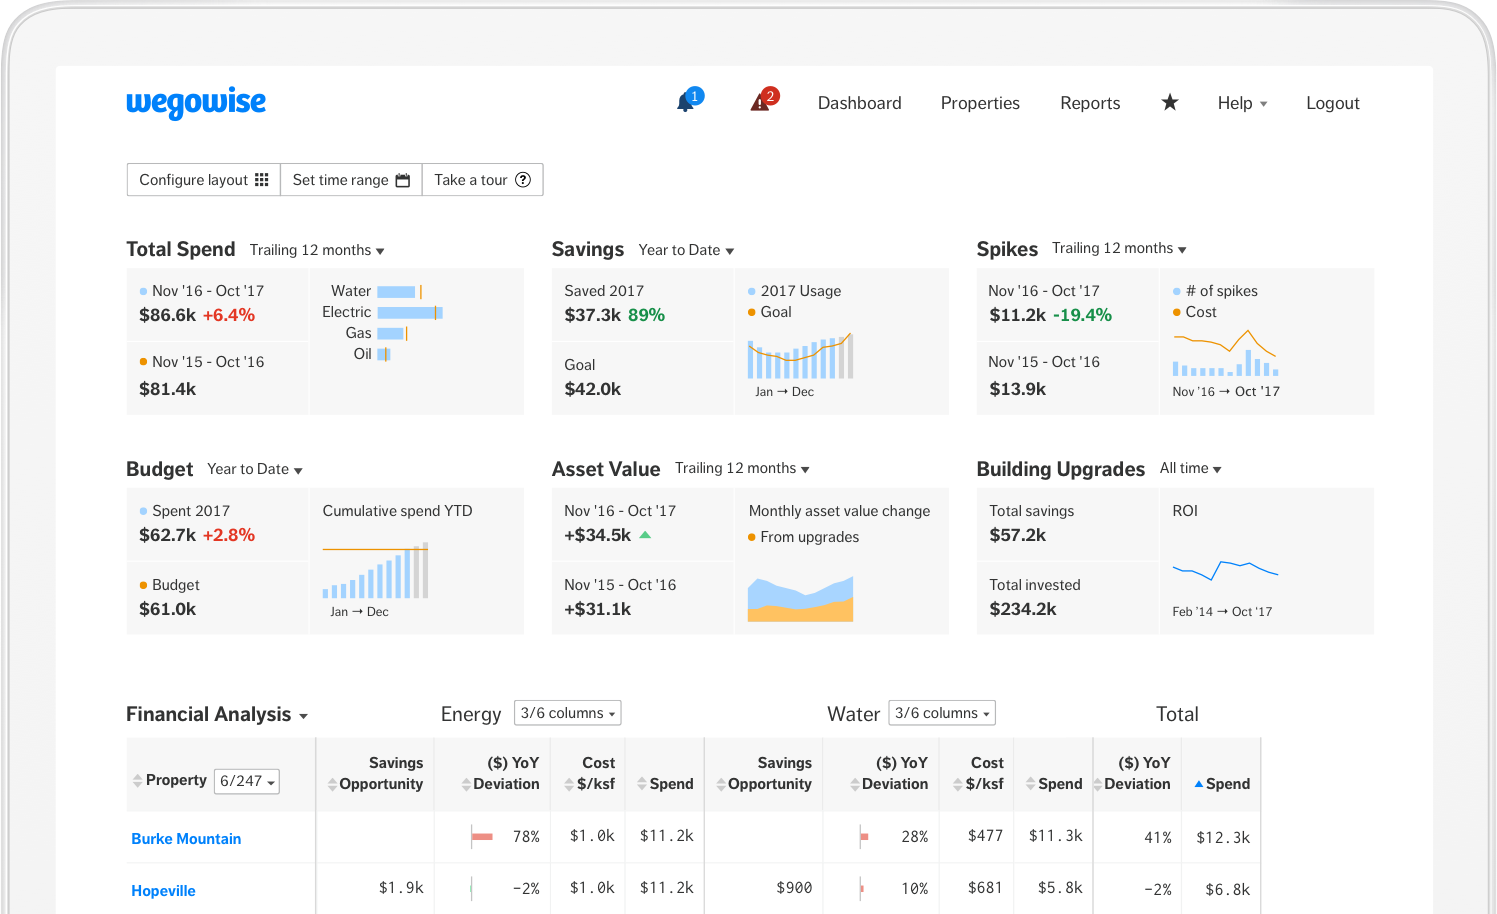 wegowise
1
2
Dashboard
Properties
Reports
Help
Logout
Configure layout
Set time range
Take a tour ?
Total Spend Trailing 12 months
Nov '16 - Oct '17
$86.6k +6.4%
Nov '15 - Oct '16
$81.4k
Water
Electric
Gas
Oil
Savings Year to Date
Saved 2017
$37.3k 89%
Goal
$42.0k
2017 Usage
Goal
Jan → Dec
Spikes Trailing 12 months
Nov '16 - Oct '17
$11.2k -19.4%
Nov '15 - Oct '16
$13.9k
# of spikes
Cost
Nov '16 → Oct '17
Budget Year to Date
Spent 2017
$62.7k +2.8%
Budget
$61.0k
Cumulative spend YTD
Jan → Dec
Asset Value Trailing 12 months
Nov '16 - Oct '17
+$34.5k
Nov '15 - Oct '16
+$31.1k
Monthly asset value change
From upgrades
Building Upgrades All time
Total savings
$57.2k
Total invested
$234.2k
ROI
Feb '14 → Oct '17
Financial Analysis
Energy 3/6 columns
Water 3/6 columns
Total
Property 6/247
Savings
Opportunity
($) YoY
Deviation
Cost
$/ksf
Spend
Savings
Opportunity
($) YoY
Deviation
Cost
$/ksf
Spend
($) YoY
Deviation
Spend
Burke Mountain 78% $1.0k $11.2k 28% $477 $11.3k 41% $12.3k
Hopeville $1.9k -2% $1.0k $11.2k $900 10% $681 $5.8k -2% $6.8k